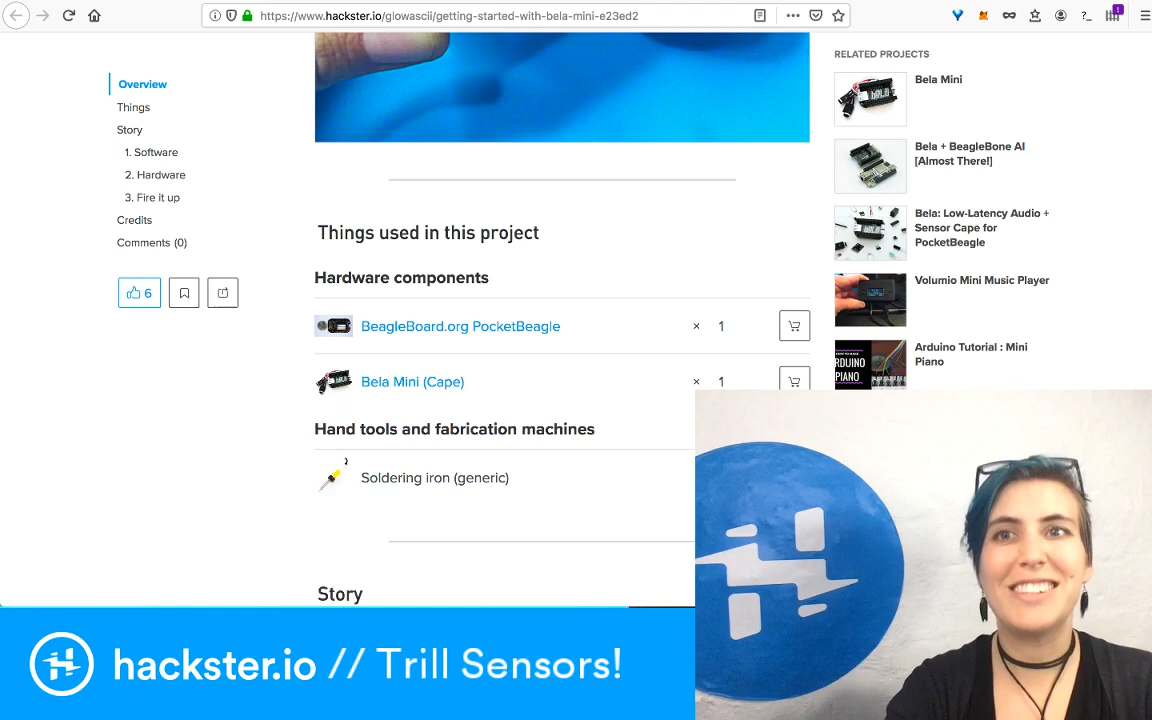 https://www.hackster.io/glowascii/getting-started-with-bela-mini-e23ed2
Overview
Things
Story
1. Software
2. Hardware
3. Fire it up
Credits
Comments (0)
6
Things used in this project
Hardware components
BeagleBoard.org PocketBeagle
× 1
Bela Mini (Cape)
× 1
Hand tools and fabrication machines
Soldering iron (generic)
Story
RELATED PROJECTS
Bela Mini
Bela + BeagleBone AI
[Almost There!]
Bela: Low-Latency Audio +
Sensor Cape for
PocketBeagle
Volumio Mini Music Player
Arduino Tutorial : Mini
Piano
ARDUINO
PIANO
hackster.io // Trill Sensors!